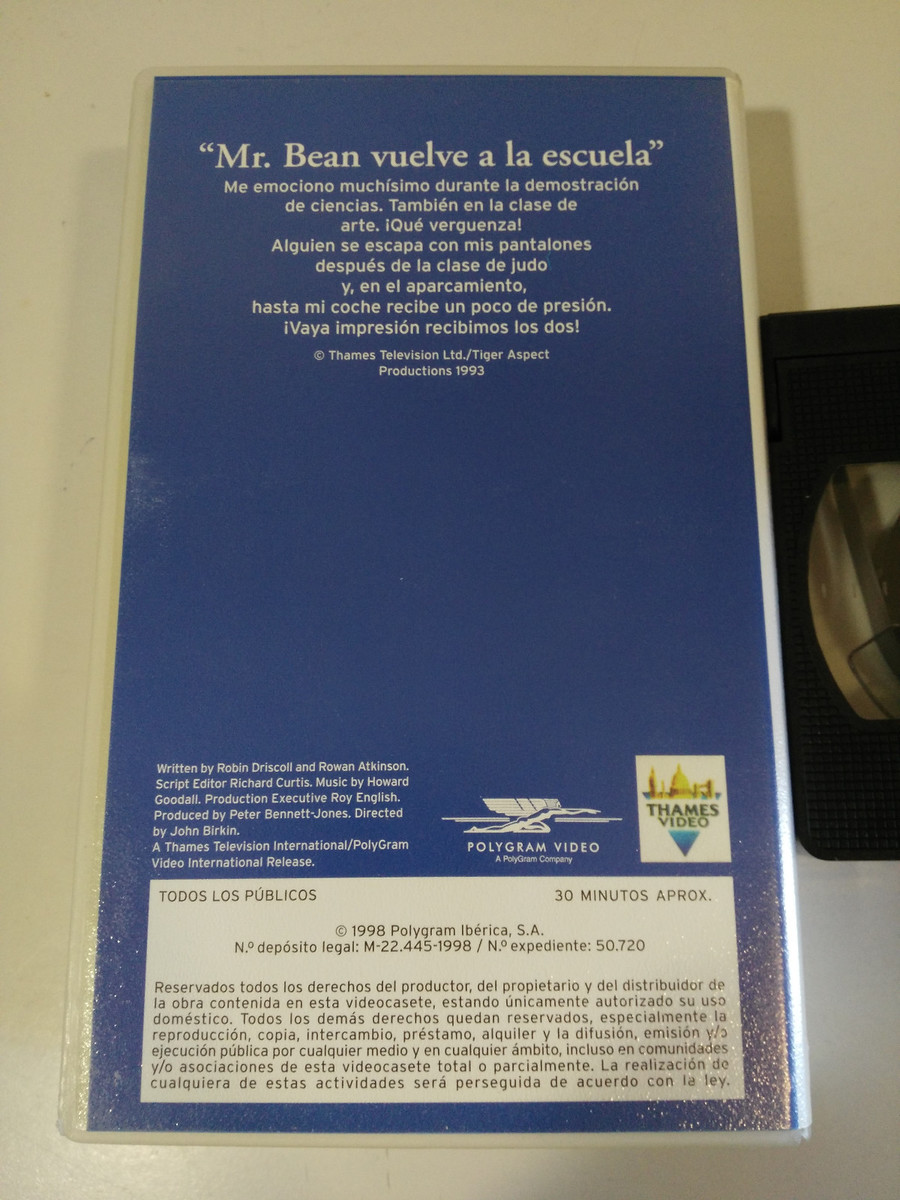 “Mr. Bean vuelve a la escuela”
Me emociono muchísimo durante la demostración
de ciencias. También en la clase de
arte. ¡Qué verguenza!
Alguien se escapa con mis pantalones
después de la clase de judo
y, en el aparcamiento,
hasta mi coche recibe un poco de presión.
¡Vaya impresión recibimos los dos!
© Thames Television Ltd./Tiger Aspect
Productions 1993
Written by Robin Driscoll and Rowan Atkinson.
Script Editor Richard Curtis. Music by Howard
Goodall. Production Executive Roy English.
Produced by Peter Bennett-Jones. Directed
by John Birkin.
A Thames Television International/PolyGram
Video International Release.
POLYGRAM VIDEO
A PolyGram Company
THAMES
VIDEO
TODOS LOS PÚBLICOS 30 MINUTOS APROX.
© 1998 Polygram Ibérica, S.A.
N.º depósito legal: M-22.445-1998 / N.º expediente: 50.720
Reservados todos los derechos del productor, del propietario y del distribuidor de
la obra contenida en esta videocasete, estando únicamente autorizado su uso
doméstico. Todos los demás derechos quedan reservados, especialmente la
reproducción, copia, intercambio, préstamo, alquiler y la difusión, emisión y/o
ejecución pública por cualquier medio y en cualquier ámbito, incluso en comunidades
y/o asociaciones de esta videocasete total o parcialmente. La realización de
cualquiera de estas actividades será perseguida de acuerdo con la ley.